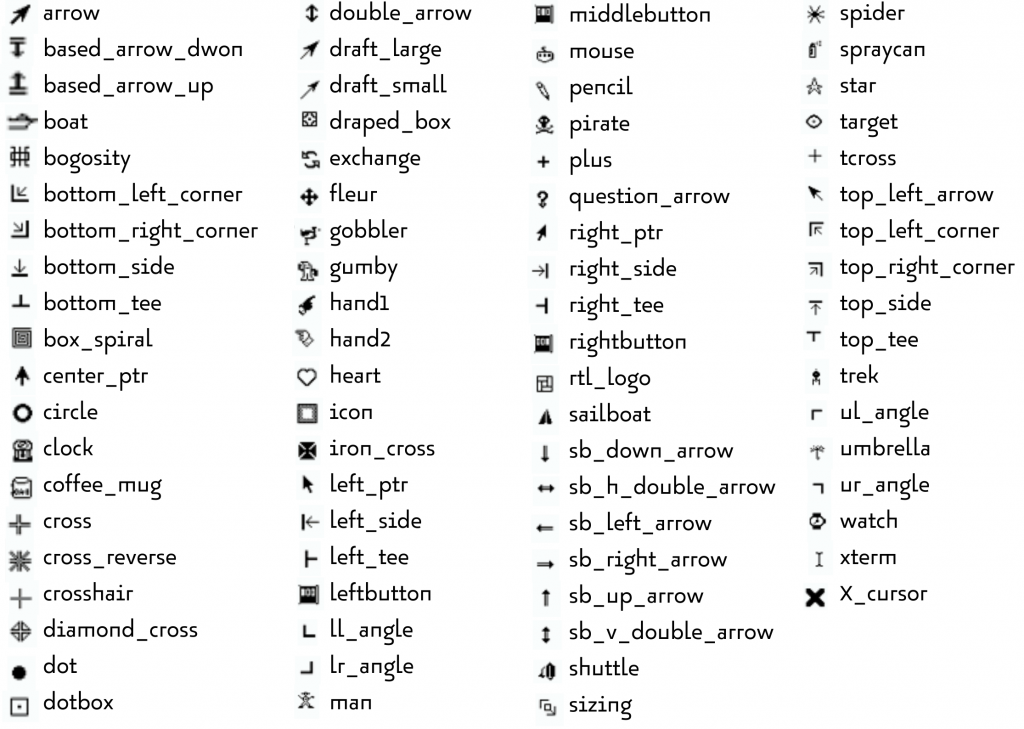 arrow
based_arrow_dwon
based_arrow_up
boat
bogosity
bottom_left_corner
bottom_right_corner
bottom_side
bottom_tee
box_spiral
center_ptr
circle
clock
coffee_mug
cross
cross_reverse
crosshair
diamond_cross
dot
dotbox
double_arrow
draft_large
draft_small
draped_box
exchange
fleur
gobbler
gumby
hand1
hand2
heart
icon
iron_cross
left_ptr
left_side
left_tee
leftbutton
ll_angle
lr_angle
man
middlebutton
mouse
pencil
pirate
plus
question_arrow
right_ptr
right_side
right_tee
rightbutton
rtl_logo
sailboat
sb_down_arrow
sb_h_double_arrow
sb_left_arrow
sb_right_arrow
sb_up_arrow
sb_v_double_arrow
shuttle
sizing
spider
spraycan
star
target
tcross
top_left_arrow
top_left_corner
top_right_corner
top_side
top_tee
trek
ul_angle
umbrella
ur_angle
watch
xterm
X_cursor